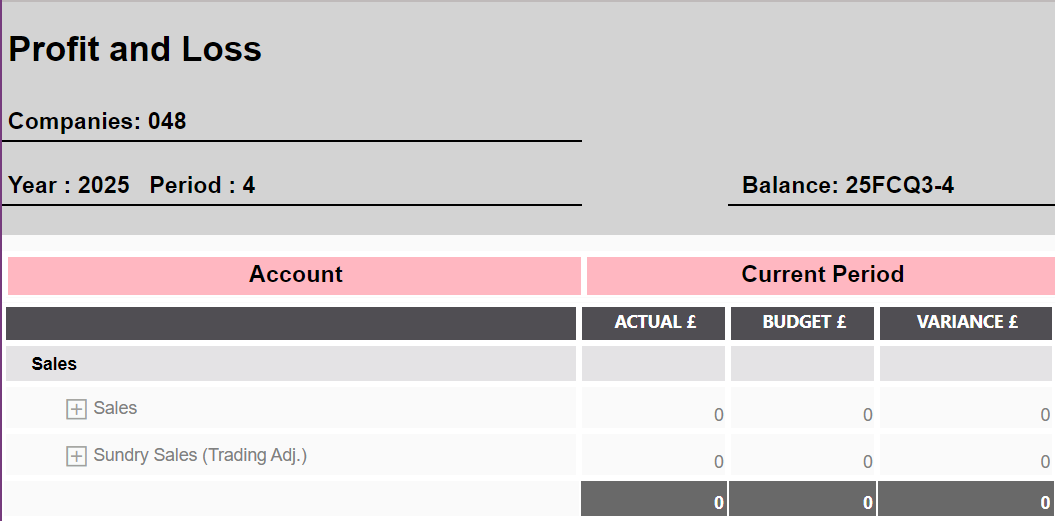 Profit and Loss
Companies: 048
Year : 2025 Period : 4 Balance: 25FCQ3-4
Account Current Period
ACTUAL £ BUDGET £ VARIANCE £
Sales
Sales 0 0 0
Sundry Sales (Trading Adj.) 0 0 0
0 0 0